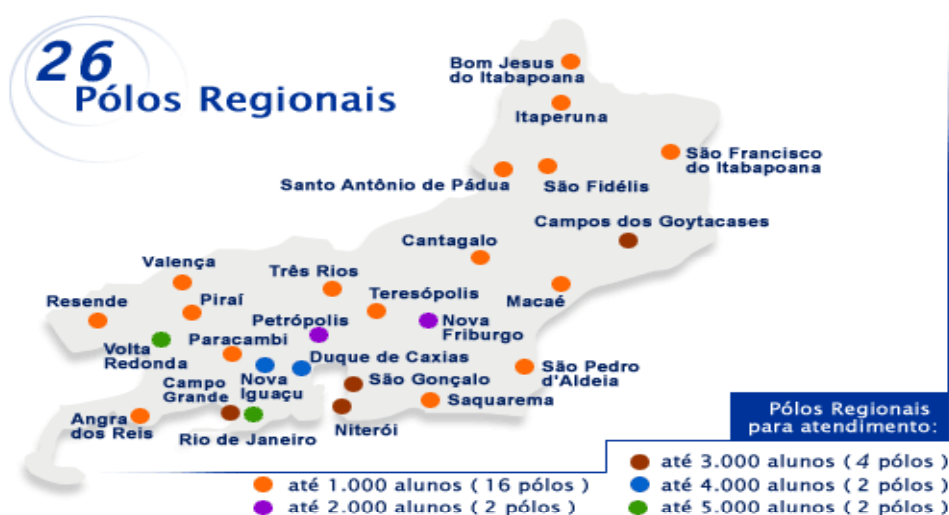 26
Pólos Regionais
Bom Jesus
do Itabapoana
Itaperuna
São Francisco
do Itabapoana
Santo Antônio de Pádua
São Fidélis
Campos dos Goytacases
Cantagalo
Valença
Três Rios
Teresópolis
Macaé
Resende
Piraí
Petrópolis
Nova
Friburgo
Volta
Redonda
Paracambi
Duque de Caxias
São Pedro
d'Aldeia
Campo
Grande
Nova
Iguaçu
São Gonçalo
Saquarema
Angra
dos Reis
Rio de Janeiro
Niterói
Pólos Regionais
para atendimento:
até 1.000 alunos ( 16 pólos )
até 2.000 alunos ( 2 pólos )
até 3.000 alunos ( 4 pólos )
até 4.000 alunos ( 2 pólos )
até 5.000 alunos ( 2 pólos )